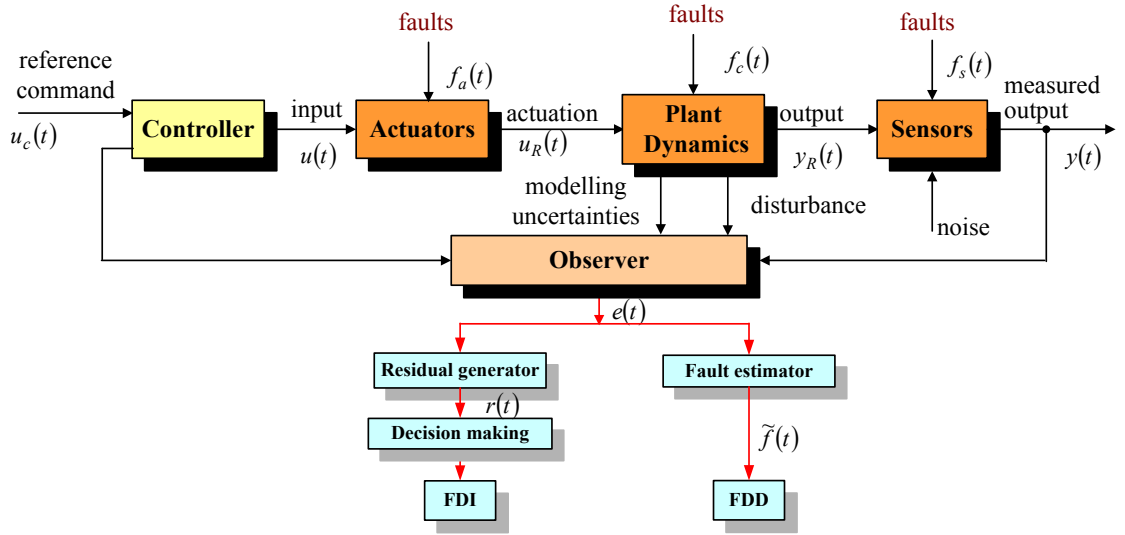 faults
faults
faults
reference
command
u_c(t)
Controller
input
u(t)
f_a(t)
Actuators
actuation
u_R(t)
f_c(t)
Plant
Dynamics
output
y_R(t)
f_s(t)
Sensors
measured
output
y(t)
modelling
uncertainties
disturbance
noise
Observer
e(t)
Residual generator
Fault estimator
r(t)
Decision making
f̃(t)
FDI
FDD